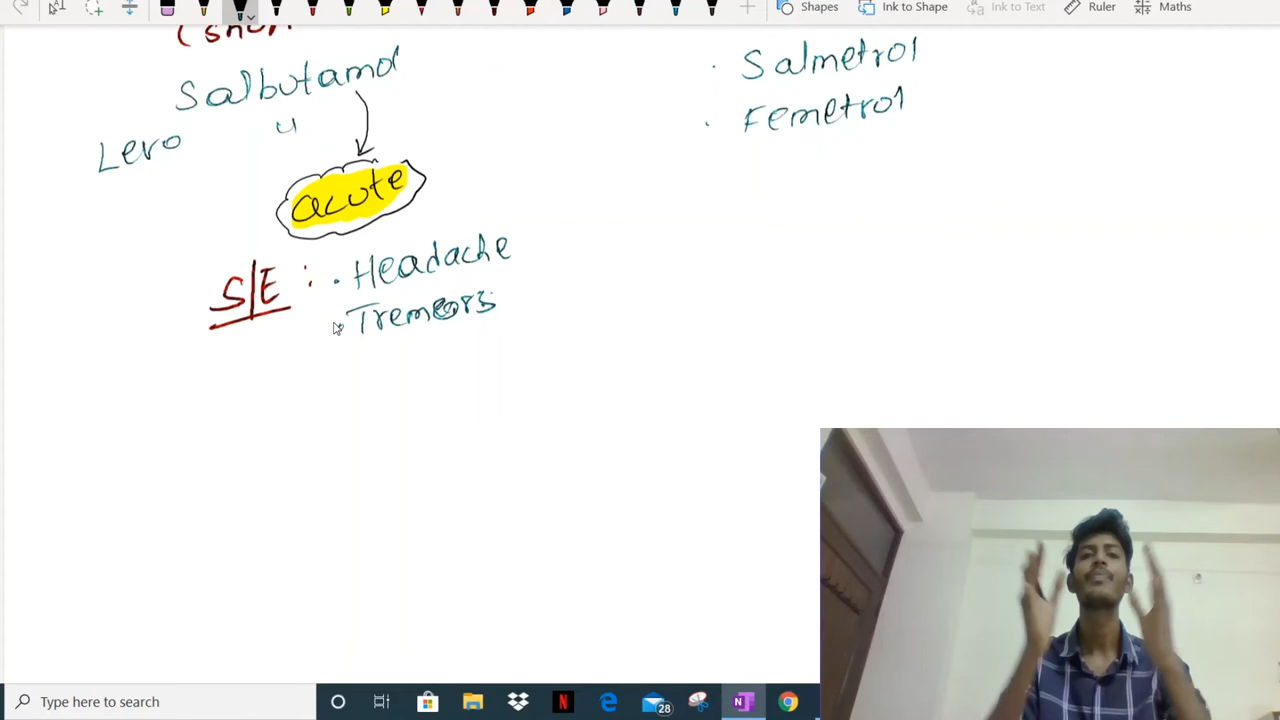 Shapes
Ink to Shape
Ink to Text
Ruler
Maths
Salbutamol
Levo "
acute
S/E : . Headache
. Tremors
. Salmetrol
. Femetrol
Type here to search
28